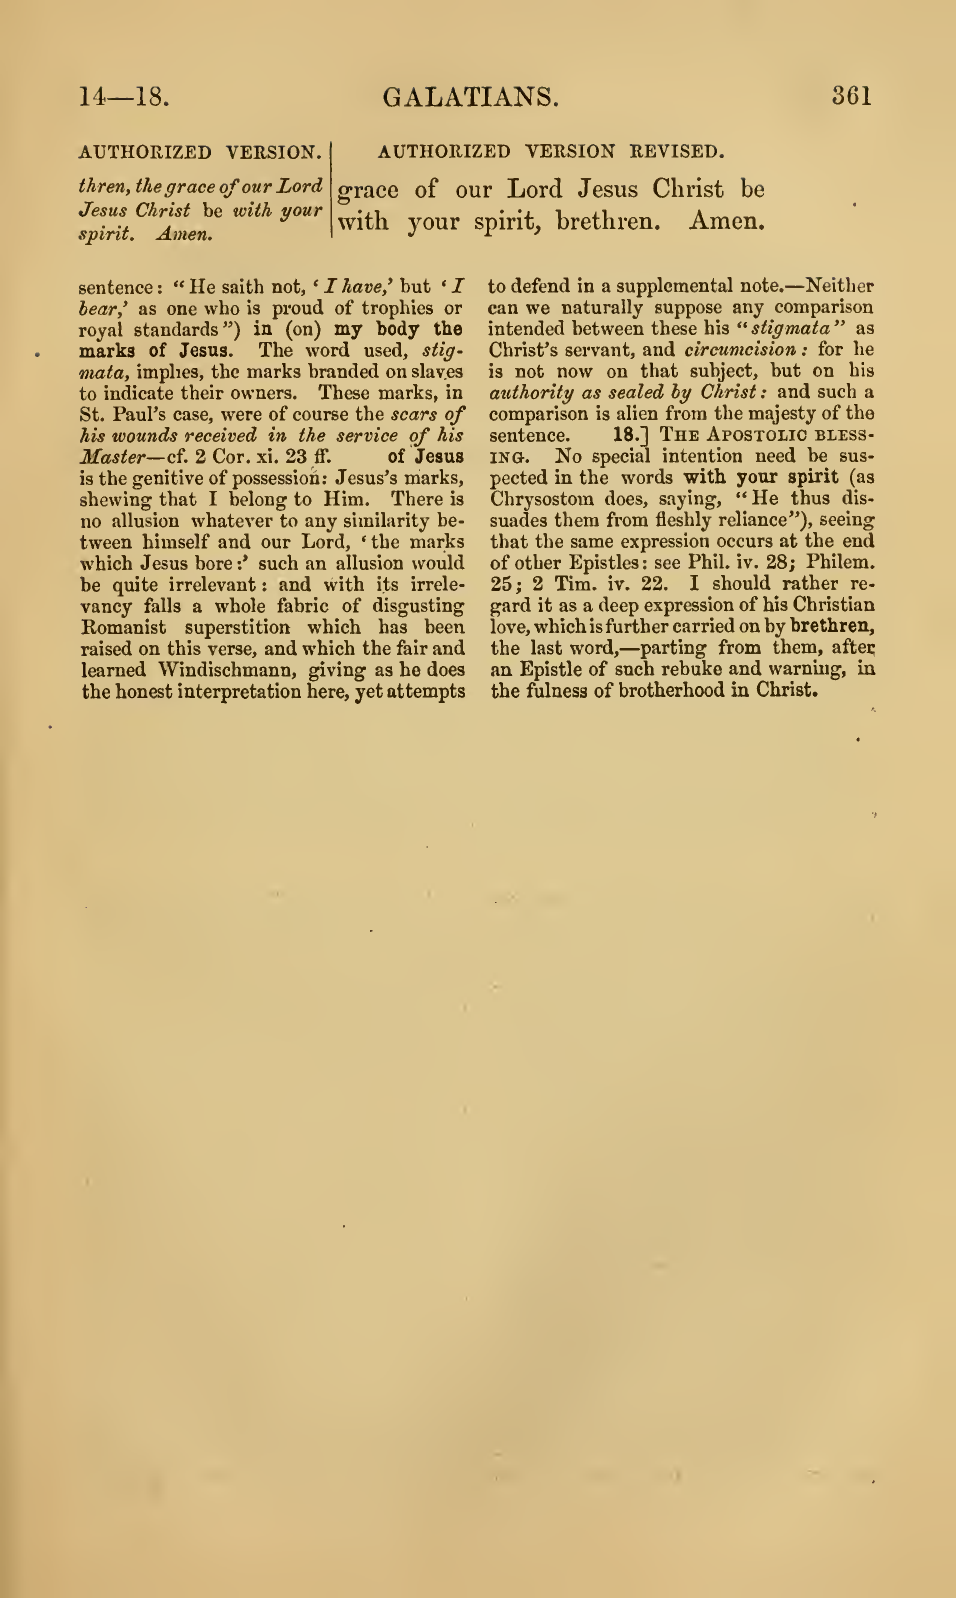 14—18. GALATIANS. 361
AUTHORIZED VERSION.
thren, the grace of our Lord
Jesus Christ be with your
spirit. Amen.
AUTHORIZED VERSION REVISED.
grace of our Lord Jesus Christ be
with your spirit, brethren. Amen.
sentence: “He saith not, ‘I have,’ but ‘I
bear,’ as one who is proud of trophies or
royal standards”) in (on) my body the
marks of Jesus. The word used, stig-
mata, implies, the marks branded on slaves
to indicate their owners. These marks, in
St. Paul’s case, were of course the scars of
his wounds received in the service of his
Master—cf. 2 Cor. xi. 23 ff. of Jesus
is the genitive of possession: Jesus’s marks,
shewing that I belong to Him. There is
no allusion whatever to any similarity be-
tween himself and our Lord, ‘the marks
which Jesus bore:’ such an allusion would
be quite irrelevant: and with its irrele-
vancy falls a whole fabric of disgusting
Romanist superstition which has been
raised on this verse, and which the fair and
learned Windischmann, giving as he does
the honest interpretation here, yet attempts
to defend in a supplemental note.—Neither
can we naturally suppose any comparison
intended between these his “stigmata” as
Christ’s servant, and circumcision: for he
is not now on that subject, but on his
authority as sealed by Christ: and such a
comparison is alien from the majesty of the
sentence. 18.] THE APOSTOLIC BLESS-
ING. No special intention need be sus-
pected in the words with your spirit (as
Chrysostom does, saying, “He thus dis-
suades them from fleshly reliance”), seeing
that the same expression occurs at the end
of other Epistles: see Phil. iv. 28; Philem.
25; 2 Tim. iv. 22. I should rather re-
gard it as a deep expression of his Christian
love, which is further carried on by brethren,
the last word,—parting from them, after
an Epistle of such rebuke and warning, in
the fulness of brotherhood in Christ.